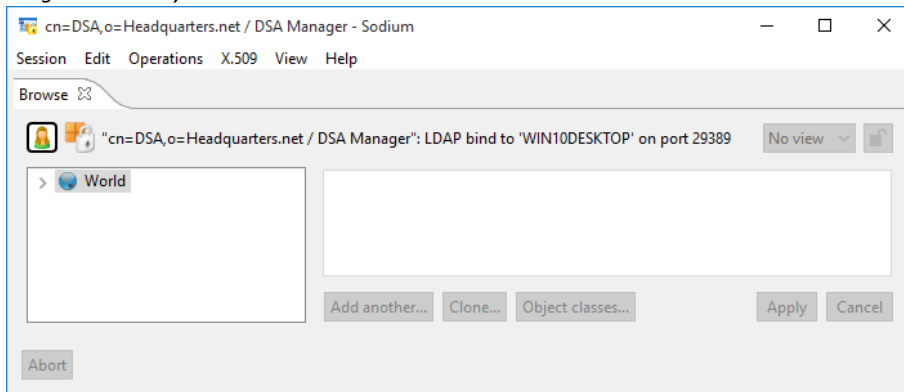 cn=DSA,o=Headquarters.net / DSA Manager - Sodium
Session Edit Operations X.509 View Help
Browse
"cn=DSA,o=Headquarters.net / DSA Manager": LDAP bind to 'WIN10DESKTOP' on port 29389 No view
World
Add another... Clone... Object classes... Apply Cancel
Abort